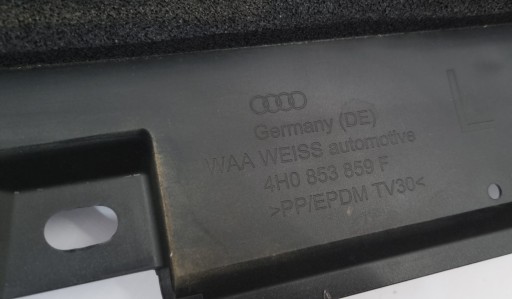 Germany (DE)
WAA WEISS automotive
4H0 853 859 F
>PP/EPDM TV30<
L